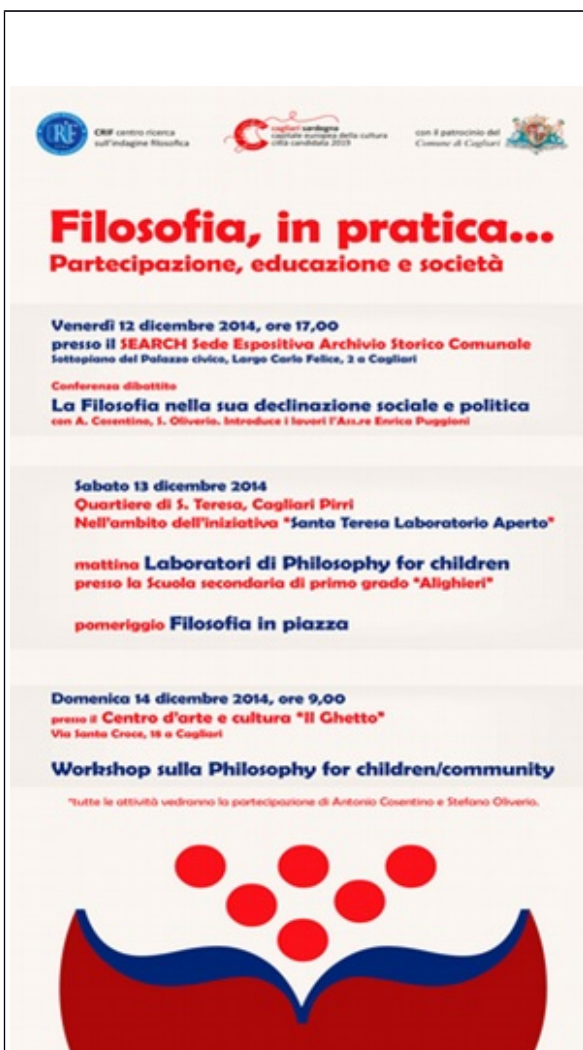 CRIF centro ricerca
sull'indagine filosofica
cagliari sardegna
capitale europea della cultura
città candidata 2019
con il patrocinio del
Comune di Cagliari
Filosofia, in pratica...
Partecipazione, educazione e società
Venerdì 12 dicembre 2014, ore 17,00
presso il SEARCH Sede Espositiva Archivio Storico Comunale
Sottopiano del Palazzo civico, Largo Carlo Felice, 2 a Cagliari
Conferenza dibattito
La Filosofia nella sua declinazione sociale e politica
con A. Cosentino, S. Oliverio. Introduce i lavori l'Ass.re Enrica Puggioni
Sabato 13 dicembre 2014
Quartiere di S. Teresa, Cagliari Pirri
Nell'ambito dell'iniziativa "Santa Teresa Laboratorio Aperto"
mattina Laboratori di Philosophy for children
presso la Scuola secondaria di primo grado "Alighieri"
pomeriggio Filosofia in piazza
Domenica 14 dicembre 2014, ore 9,00
presso il Centro d'arte e cultura "Il Ghetto"
Via Santa Croce, 18 a Cagliari
Workshop sulla Philosophy for children/community
*tutte le attività vedranno la partecipazione di Antonio Cosentino e Stefano Oliverio.